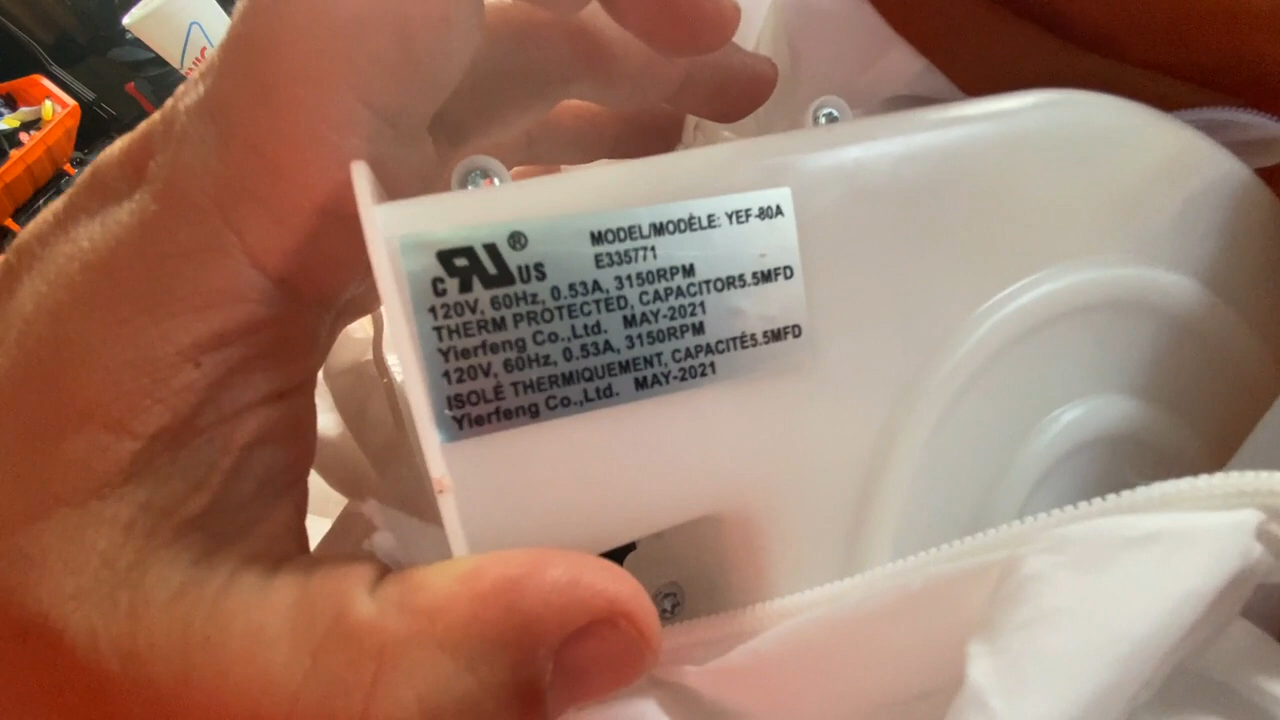 MODEL/MODÈLE: YEF-80A
E335771
C RU® US
120V, 60Hz, 0.53A, 3150RPM
THERM PROTECTED, CAPACITOR5.5MFD
Yierfeng Co.,Ltd. MAY-2021
120V, 60Hz, 0.53A, 3150RPM
ISOLÉ THERMIQUEMENT, CAPACITÉ5.5MFD
Yierfeng Co.,Ltd. MAY-2021